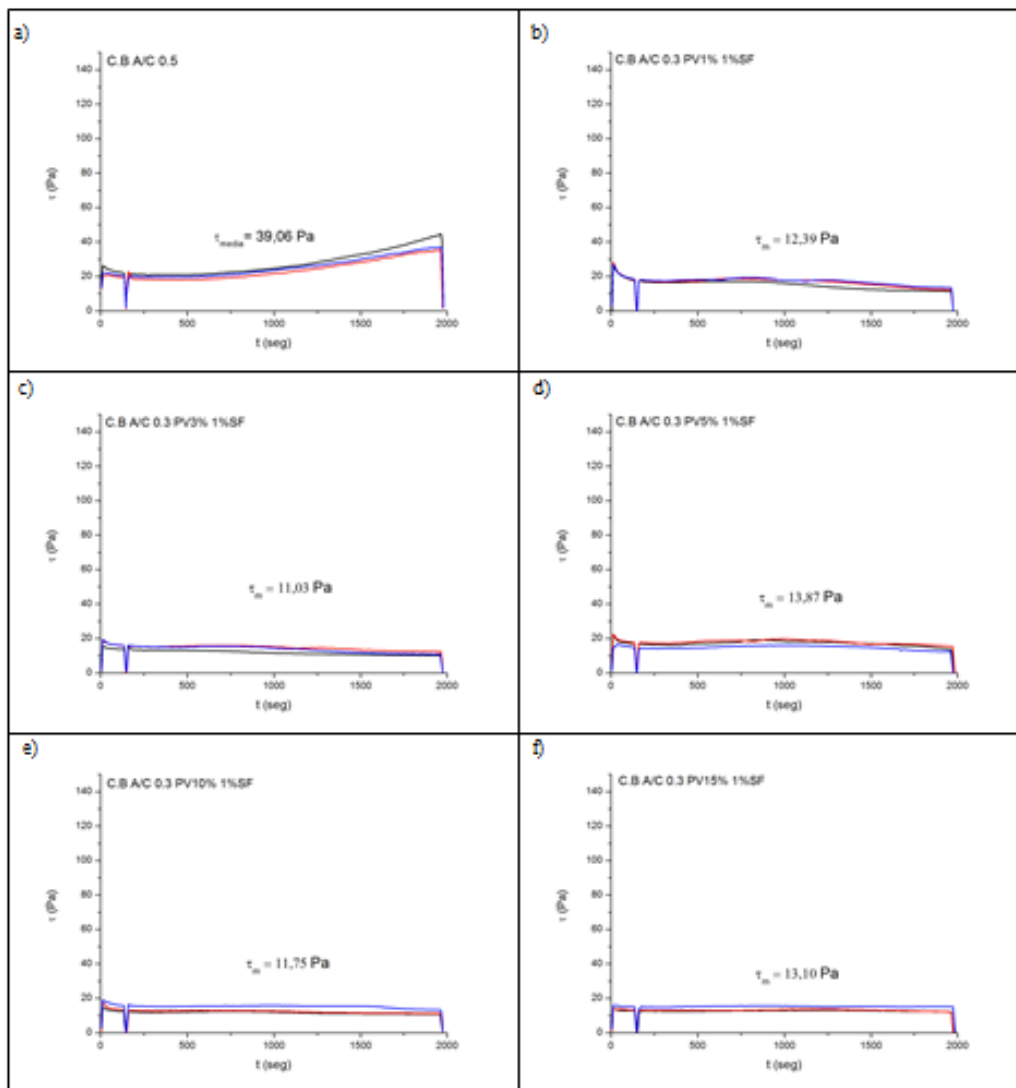 a)
C.B A/C 0.5
140
120
100
80
60
40
20
0
τ (Pa)
τmedia= 39,06 Pa
0 500 1000 1500 2000
t (seg)
b)
C.B A/C 0.3 PV1% 1%SF
140
120
100
80
60
40
20
0
τ (Pa)
τm = 12,39 Pa
0 500 1000 1500 2000
t (seg)
c)
C.B A/C 0.3 PV3% 1%SF
140
120
100
80
60
40
20
0
τ (Pa)
τm = 11,03 Pa
0 500 1000 1500 2000
t (seg)
d)
C.B A/C 0.3 PV5% 1%SF
140
120
100
80
60
40
20
0
τ (Pa)
τm = 13,87 Pa
0 500 1000 1500 2000
t (seg)
e)
C.B A/C 0.3 PV10% 1%SF
140
120
100
80
60
40
20
0
τ (Pa)
τm = 11,75 Pa
0 500 1000 1500 2000
t (seg)
f)
C.B A/C 0.3 PV15% 1%SF
140
120
100
80
60
40
20
0
τ (Pa)
τm = 13,10 Pa
0 500 1000 1500 2000
t (seg)